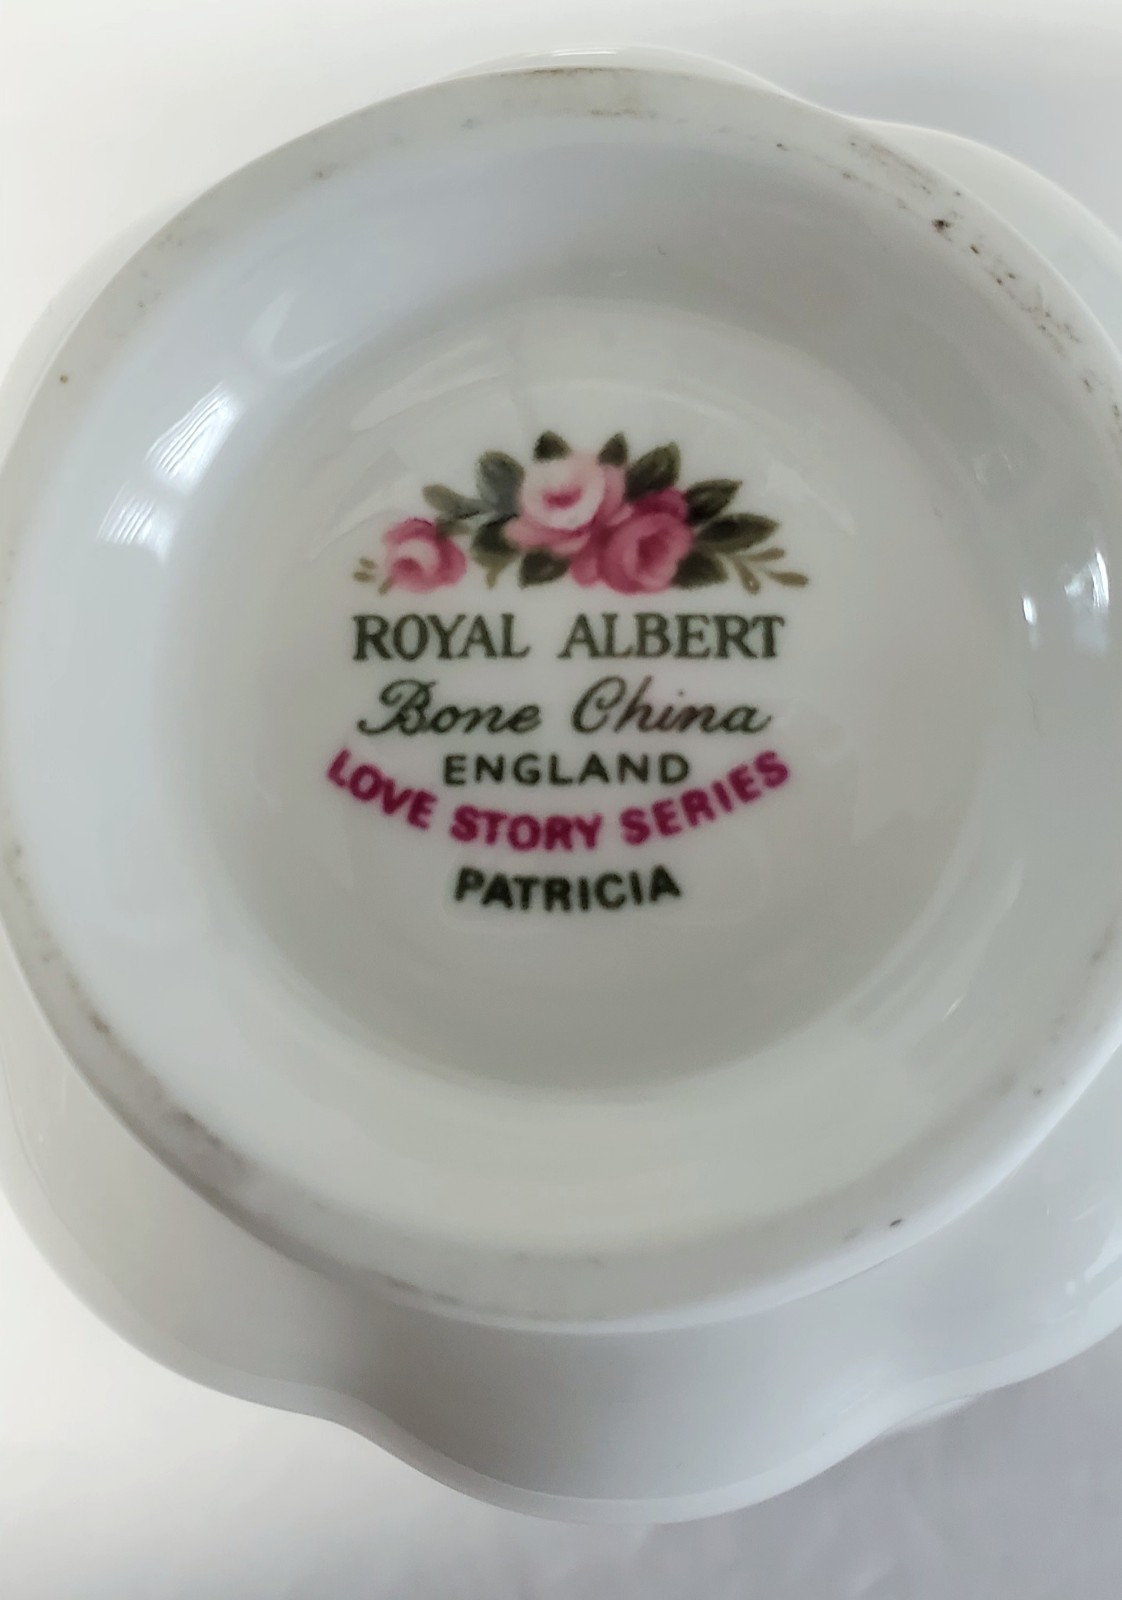 ROYAL ALBERT
Bone China
ENGLAND
LOVE STORY SERIES
PATRICIA